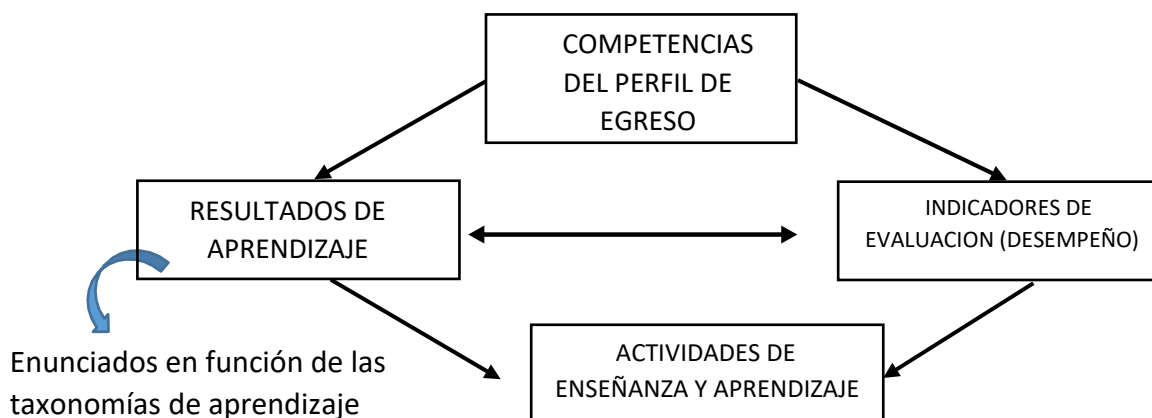 COMPETENCIAS
DEL PERFIL DE
EGRESO
RESULTADOS DE
APRENDIZAJE
INDICADORES DE
EVALUACION (DESEMPEÑO)
Enunciados en función de las
taxonomías de aprendizaje
ACTIVIDADES DE
ENSEÑANZA Y APRENDIZAJE